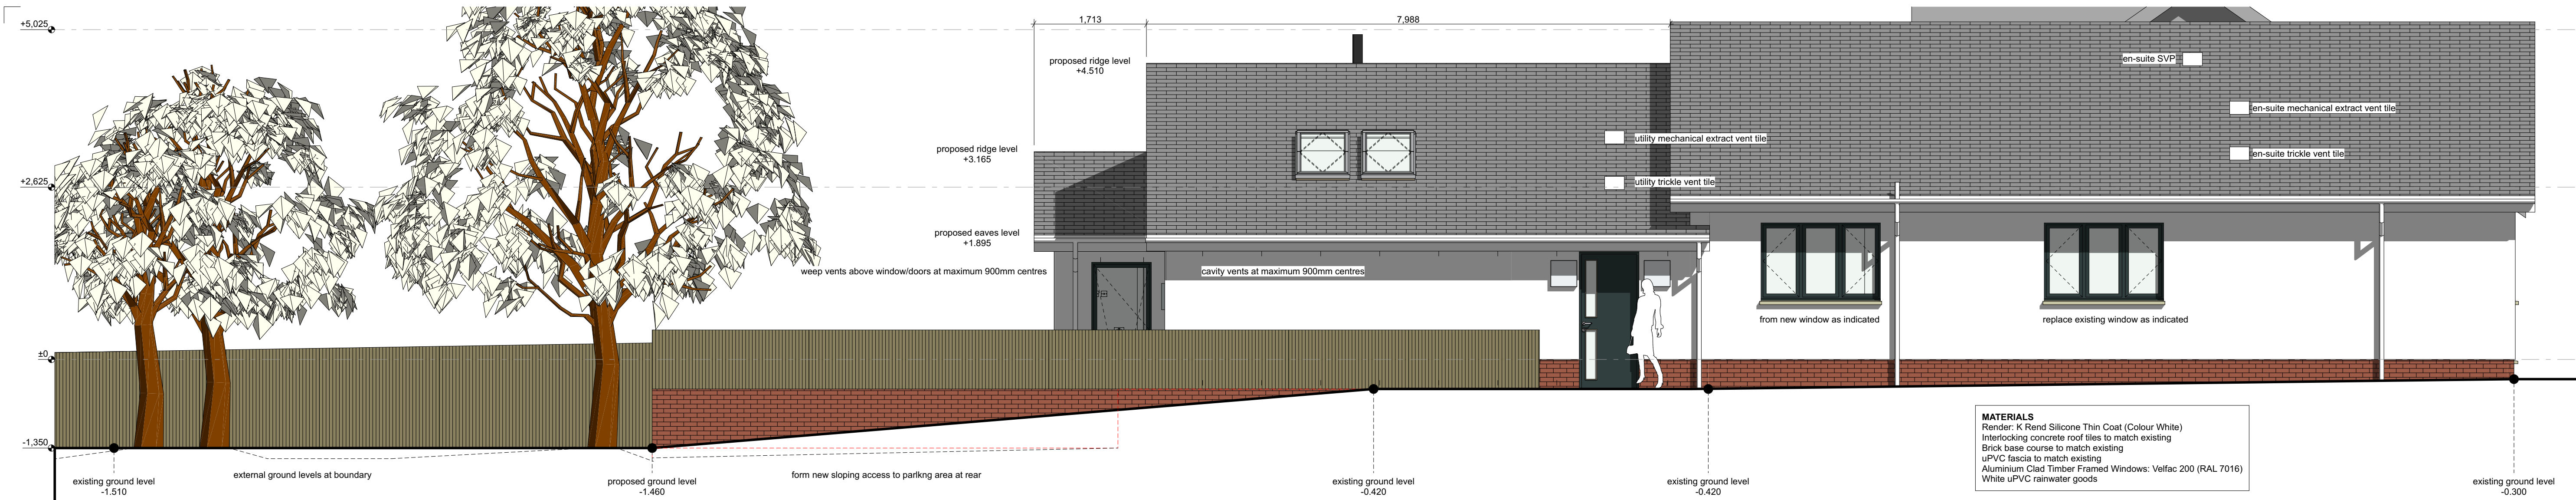 +5,025
1,713
7,988
proposed ridge level
+4.510
en-suite SVP
en-suite mechanical extract vent tile
utility mechanical extract vent tile
proposed ridge level
+3.165
en-suite trickle vent tile
+2,625
utility trickle vent tile
proposed eaves level
+1.895
weep vents above window/doors at maximum 900mm centres
cavity vents at maximum 900mm centres
from new window as indicated
replace existing window as indicated
±0
-1,350
external ground levels at boundary
form new sloping access to parlkng area at rear
existing ground level
-1.510
proposed ground level
-1.460
existing ground level
-0.420
existing ground level
-0.420
MATERIALS
Render: K Rend Silicone Thin Coat (Colour White)
Interlocking concrete roof tiles to match existing
Brick base course to match existing
uPVC fascia to match existing
Aluminium Clad Timber Framed Windows: Velfac 200 (RAL 7016)
White uPVC rainwater goods
existing ground level
-0.300